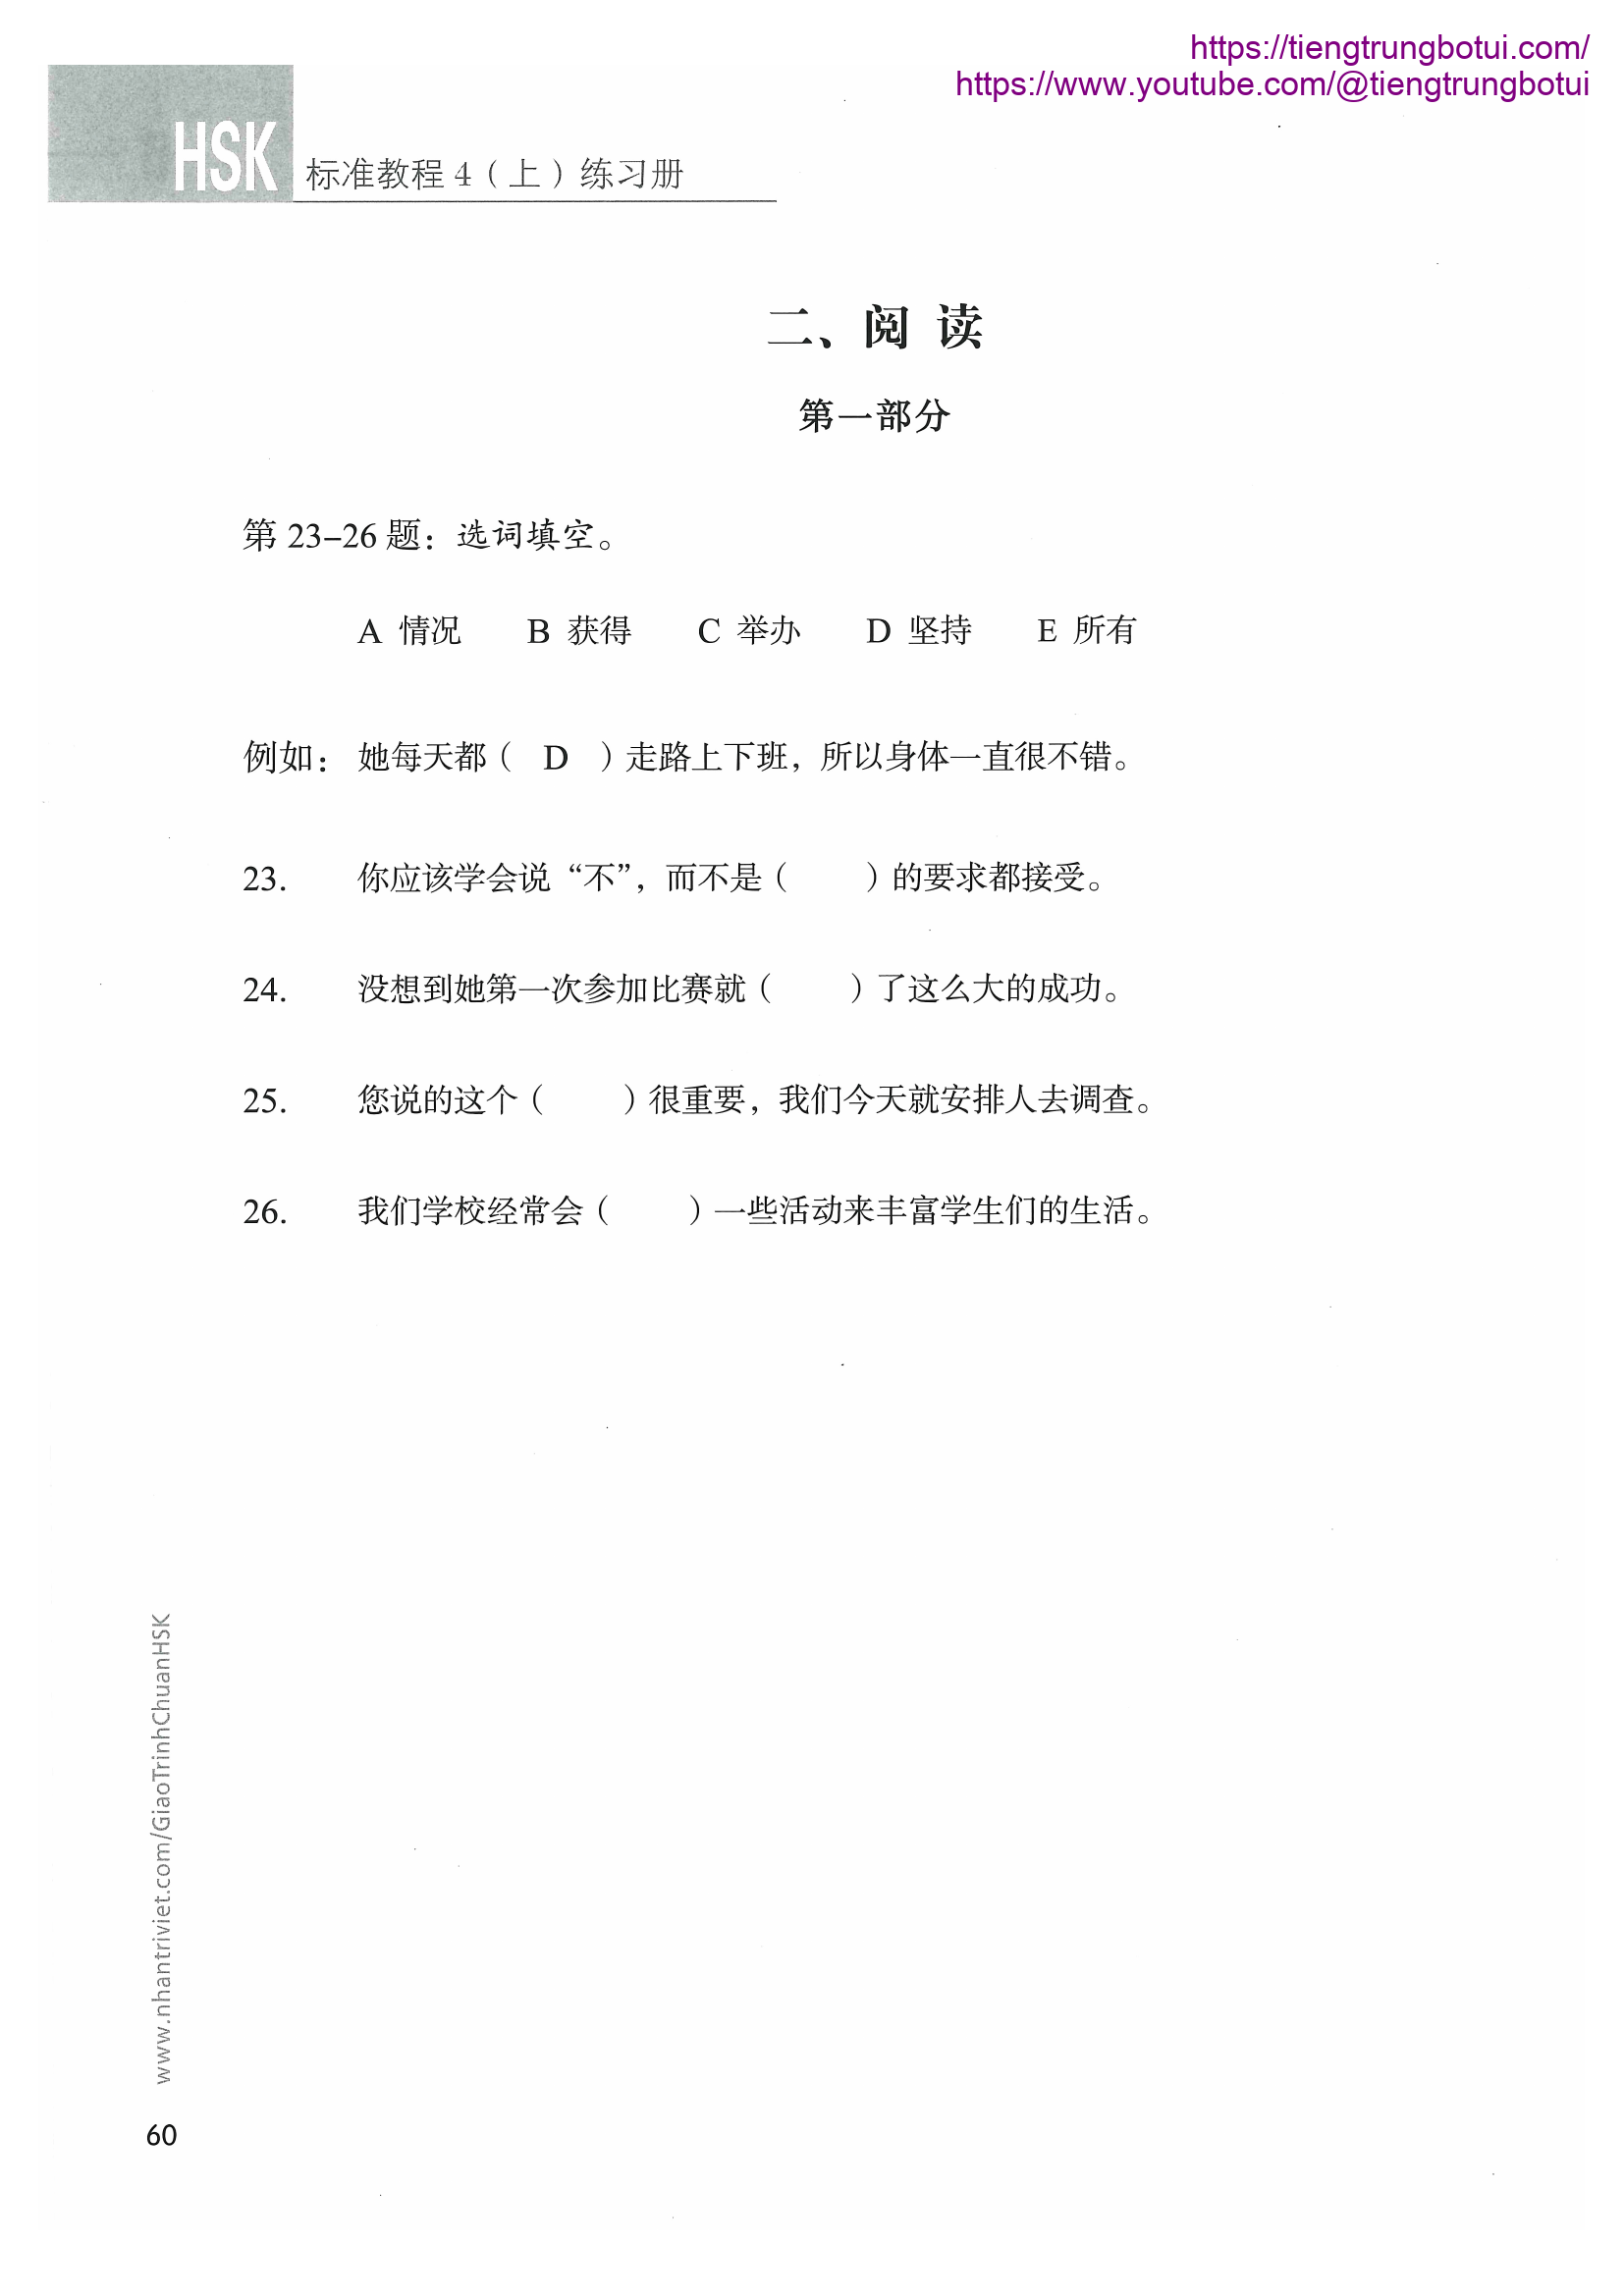 https://tiengtrungbotui.com/
https://www.youtube.com/@tiengtrungbotui
HSK 标准教程 4（上）练习册
二、阅 读
第一部分
第 23–26 题：选词填空。
A 情况 B 获得 C 举办 D 坚持 E 所有
例如： 她每天都（ D ）走路上下班，所以身体一直很不错。
23. 你应该学会说“不”，而不是（ ）的要求都接受。
24. 没想到她第一次参加比赛就（ ）了这么大的成功。
25. 您说的这个（ ）很重要，我们今天就安排人去调查。
26. 我们学校经常会（ ）一些活动来丰富学生们的生活。
www.nhantriviet.com/GiaoTrinhChuanHSK
60